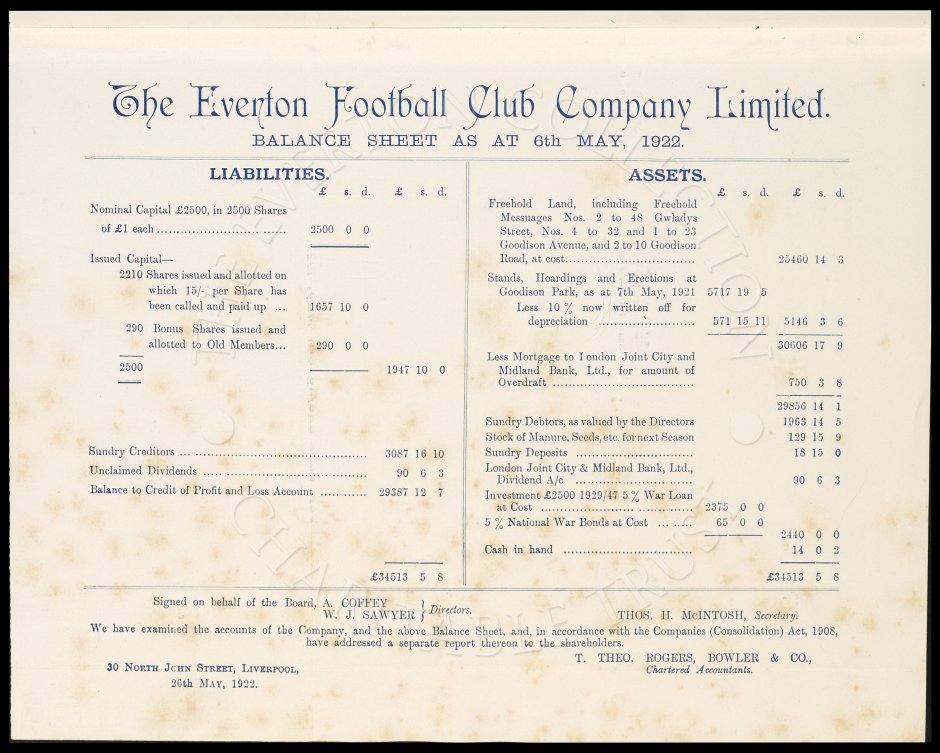 The Everton Football Club Company Limited.
BALANCE SHEET AS AT 6th MAY, 1922.
LIABILITIES.
£ s. d. £ s. d.
Nominal Capital £2500, in 2500 Shares
of £1 each .............................. 2500 0 0
Issued Capital—
2210 Shares issued and allotted on
which 15/- per Share has
been called and paid up ... 1657 10 0
290 Bonus Shares issued and
allotted to Old Members... 290 0 0
2500 1947 10 0
Sundry Creditors ... .......................................... 3087 16 10
Unclaimed Dividends ..... .................................... 90 6 3
Balance to Credit of Profit and Loss Account ............ 29387 12 7
£34513 5 8
ASSETS.
£ s. d. £ s. d.
Freehold Land, including Freehold
Messuages Nos. 2 to 48 Gwladys
Street, Nos. 4 to 32 and 1 to 23
Goodison Avenue, and 2 to 10 Goodison
Road, at cost.............................. 25460 14 3
Stands, Hoardings and Erections at
Goodison Park, as at 7th May, 1921 5717 19 5
Less 10 % now written off for
depreciation ........................ 571 15 11 5146 3 6
30606 17 9
Less Mortgage to London Joint City and
Midland Bank, Ltd., for amount of
Overdraft .................................. 750 3 8
29856 14 1
Sundry Debtors, as valued by the Directors 1963 14 5
Stock of Manure, Seeds, etc. for next Season 129 15 9
Sundry Deposits ............................ 18 15 0
London Joint City & Midland Bank, Ltd.,
Dividend A/c ............................ 90 6 3
Investment £2500 1929/47 5 % War Loan
at Cost .................................... 2375 0 0
5 % National War Bonds at Cost ... ..... 65 0 0
2440 0 0
Cash in hand ................................ 14 0 2
£34513 5 8
Signed on behalf of the Board, A. COFFEY
W. J. SAWYER } Directors.
THOS. H. McINTOSH, Secretary.
We have examined the accounts of the Company, and the above Balance Sheet, and, in accordance with the Companies (Consolidation) Act, 1908,
have addressed a separate report thereon to the shareholders.
T. THEO. ROGERS, BOWLER & CO.,
Chartered Accountants.
30 NORTH JOHN STREET, LIVERPOOL,
26th MAY, 1922.
THE EVERTON COLLECTION
CHARITABLE TRUST